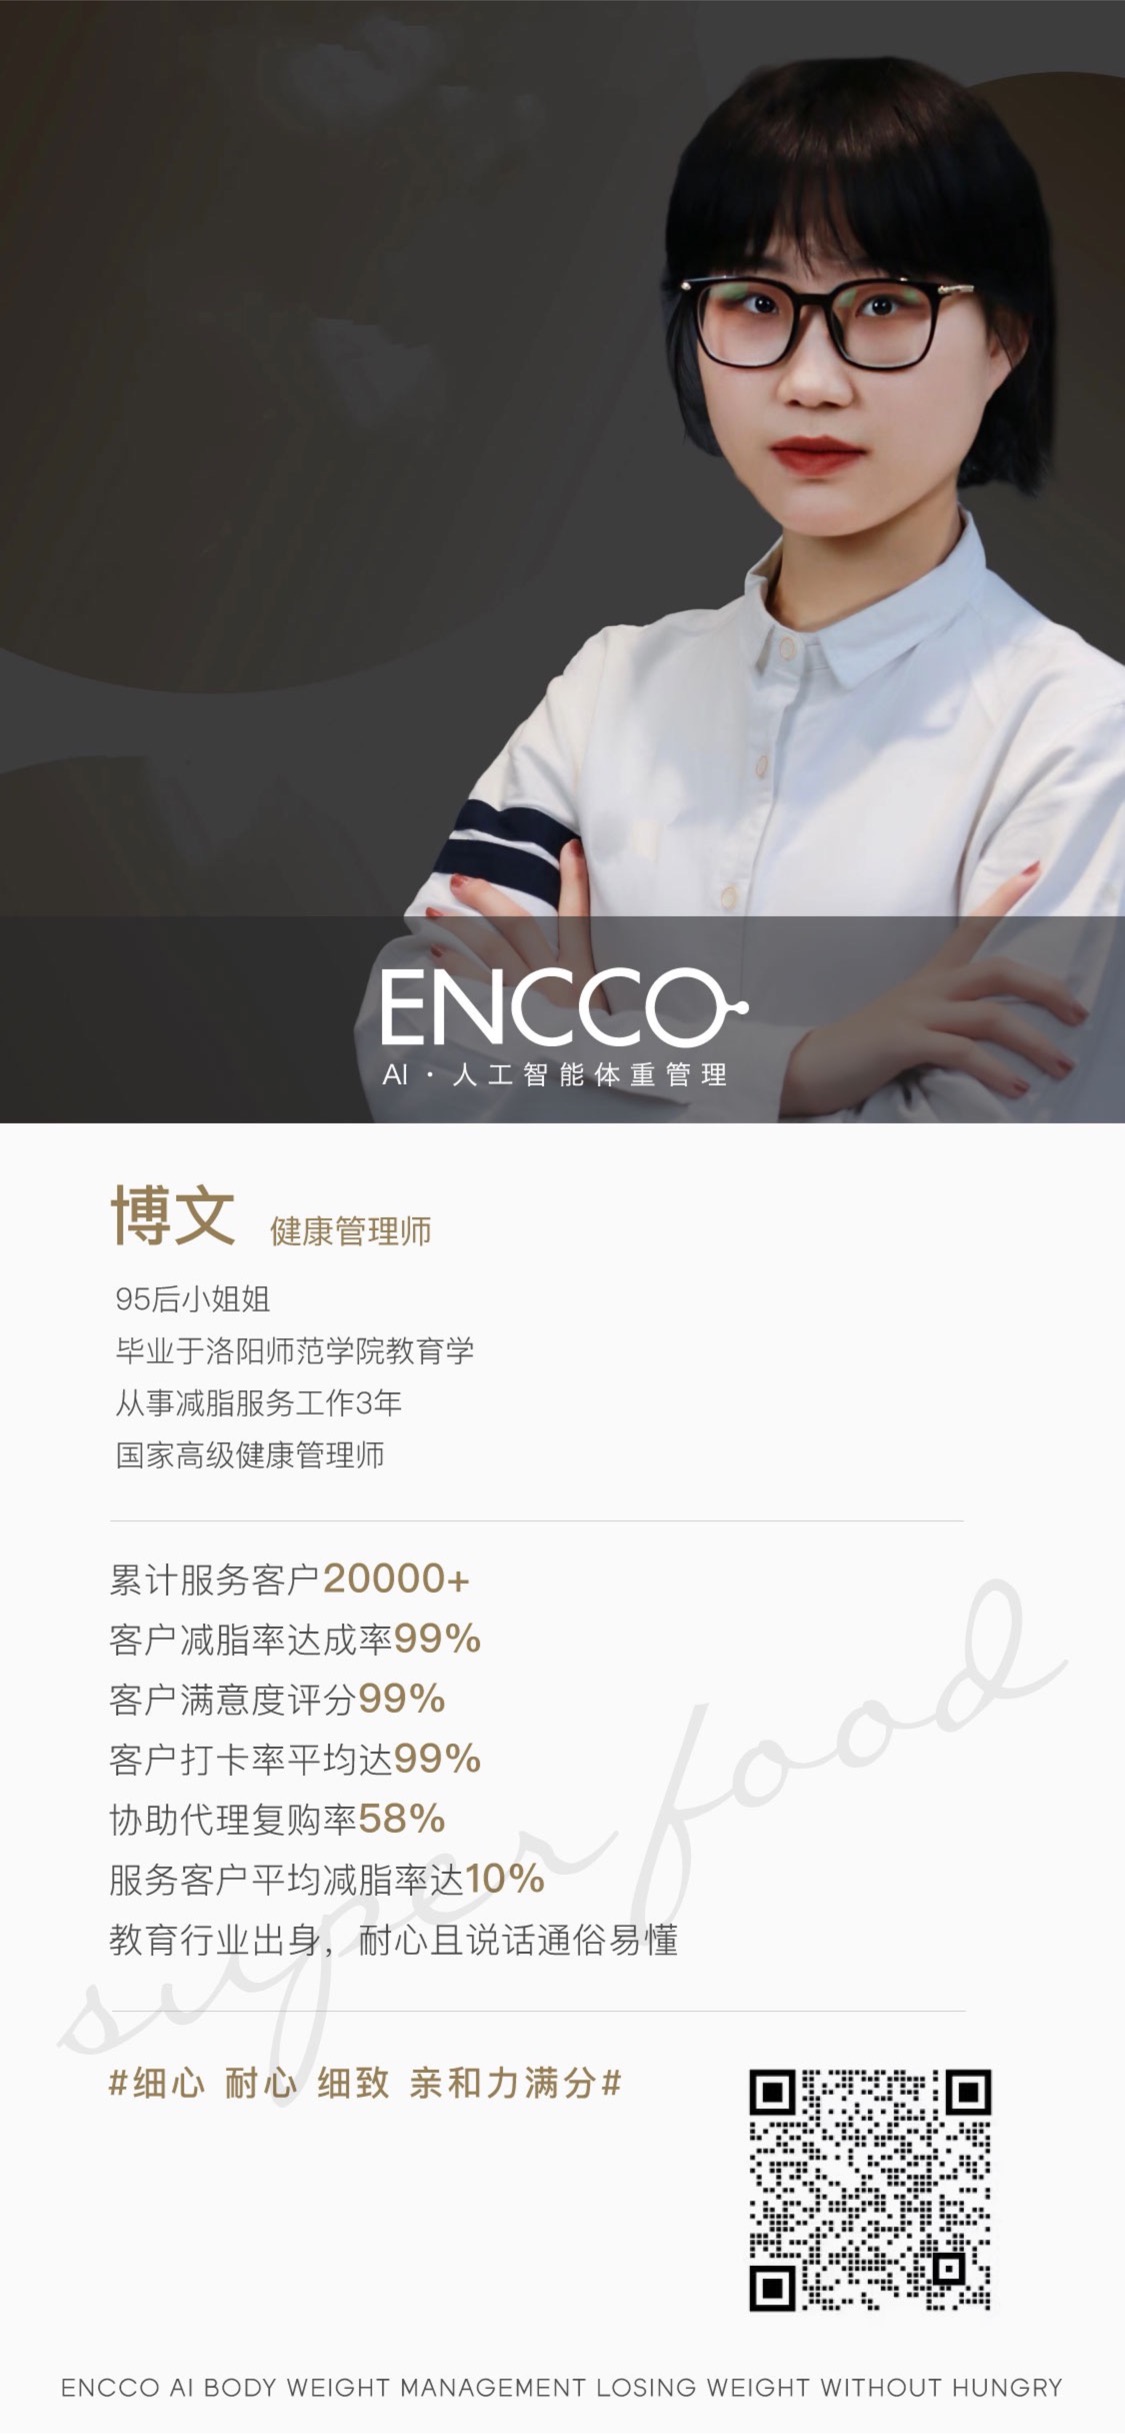 ENCCO
AI · 人工智能体重管理
博文 健康管理师
95后小姐姐
毕业于洛阳师范学院教育学
从事减脂服务工作3年
国家高级健康管理师
累计服务客户20000+
客户减脂率达成率99%
客户满意度评分99%
客户打卡率平均达99%
协助代理复购率58%
服务客户平均减脂率达10%
教育行业出身，耐心且说话通俗易懂
superfood
#细心 耐心 细致 亲和力满分#
ENCCO AI BODY WEIGHT MANAGEMENT LOSING WEIGHT WITHOUT HUNGRY